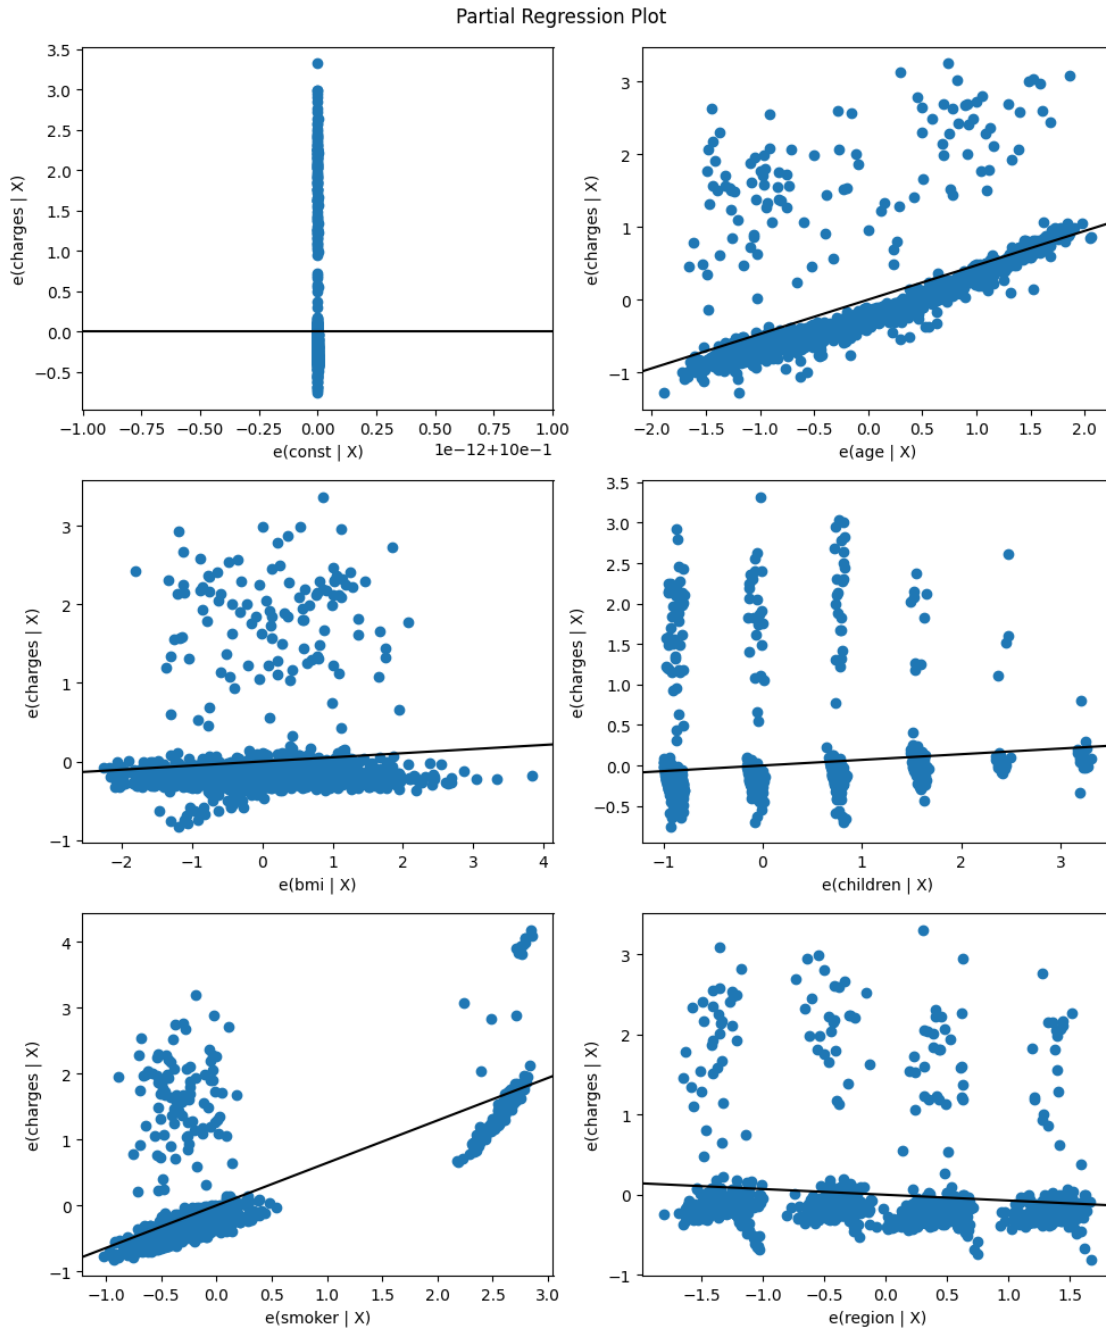 Partial Regression Plot
3.5
3.0
2.5
2.0
1.5
1.0
0.5
0.0
−0.5
e(charges | X)
−1.00 −0.75 −0.50 −0.25 0.00 0.25 0.50 0.75 1.00
e(const | X)
1e−12+10e−1
3
2
1
0
−1
e(charges | X)
−2.0 −1.5 −1.0 −0.5 0.0 0.5 1.0 1.5 2.0
e(age | X)
3
2
1
0
−1
e(charges | X)
−2 −1 0 1 2 3 4
e(bmi | X)
3.5
3.0
2.5
2.0
1.5
1.0
0.5
0.0
−0.5
e(charges | X)
−1 0 1 2 3
e(children | X)
4
3
2
1
0
−1
e(charges | X)
−1.0 −0.5 0.0 0.5 1.0 1.5 2.0 2.5 3.0
e(smoker | X)
3
2
1
0
−1
e(charges | X)
−1.5 −1.0 −0.5 0.0 0.5 1.0 1.5
e(region | X)